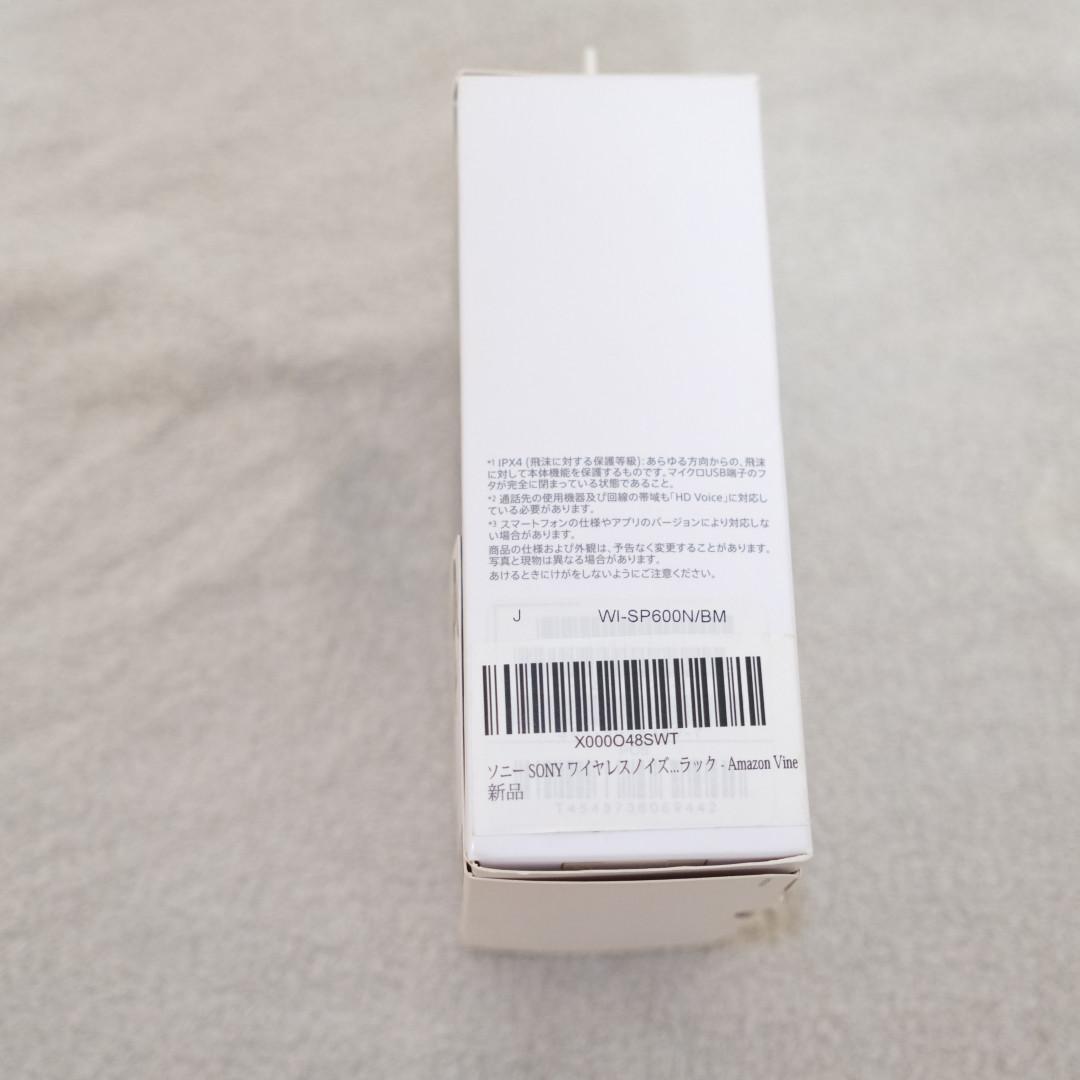 *1 IPX4 (飛沫に対する保護等級): あらゆる方向からの、飛沫
に対して本体機能を保護するものです。マイクロUSB端子のフ
タが完全に閉まっている状態であること。
*2 通話先の使用機器及び回線の帯域も「HD Voice」に対応し
ている必要があります。
*3 スマートフォンの仕様やアプリのバージョンにより対応しな
い場合があります。
商品の仕様および外観は、予告なく変更することがあります。
写真と現物は異なる場合があります。
あけるときにけがをしないようにご注意ください。
J WI-SP600N/BM
X000O48SWT
ソニー SONY ワイヤレスノイズ...ラック - Amazon Vine
新品
T4548736069442